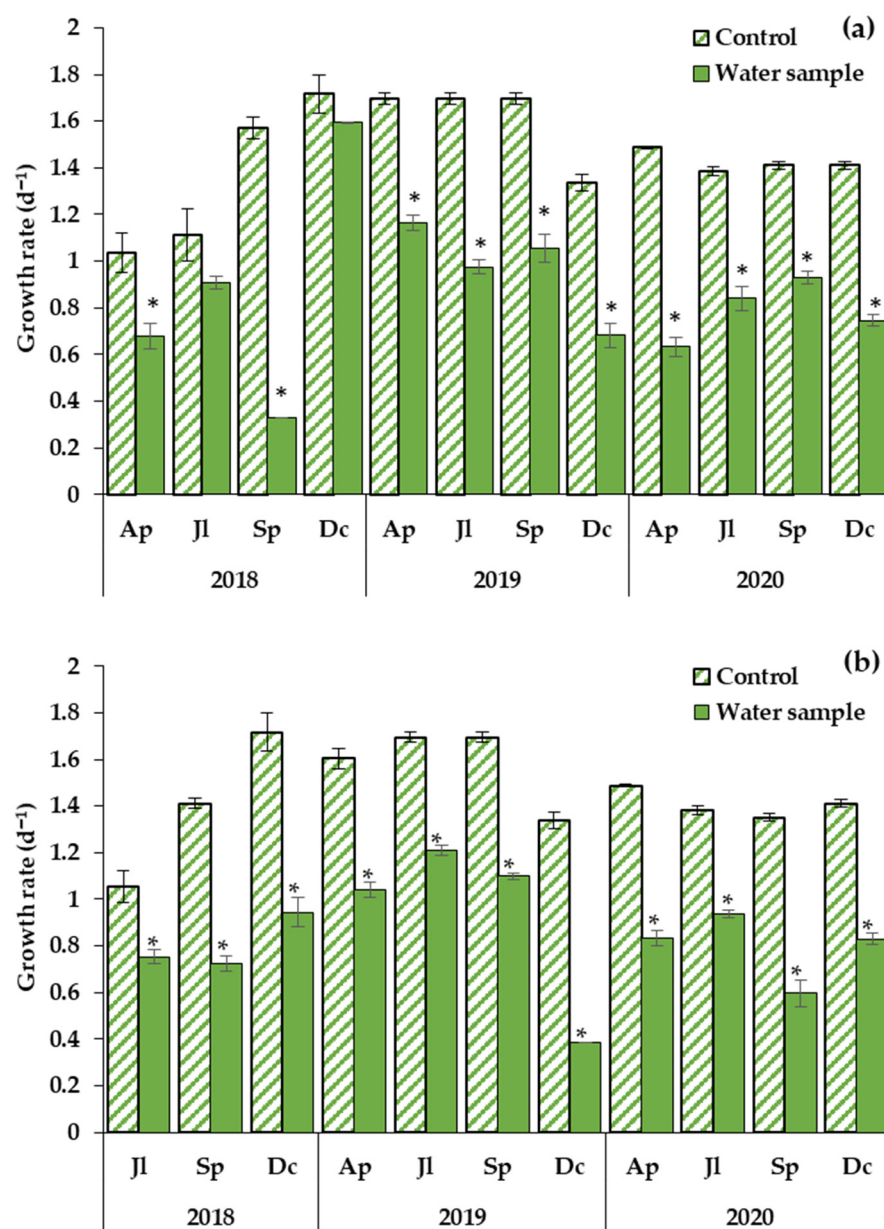 (a)
Control
Water sample
Growth rate (d⁻¹)
2
1.8
1.6
1.4
1.2
1
0.8
0.6
0.4
0.2
0
* * * * * * * * * *
Ap Jl Sp Dc Ap Jl Sp Dc Ap Jl Sp Dc
2018 2019 2020
(b)
Control
Water sample
Growth rate (d⁻¹)
2
1.8
1.6
1.4
1.2
1
0.8
0.6
0.4
0.2
0
* * * * * * * * * * *
Jl Sp Dc Ap Jl Sp Dc Ap Jl Sp Dc
2018 2019 2020